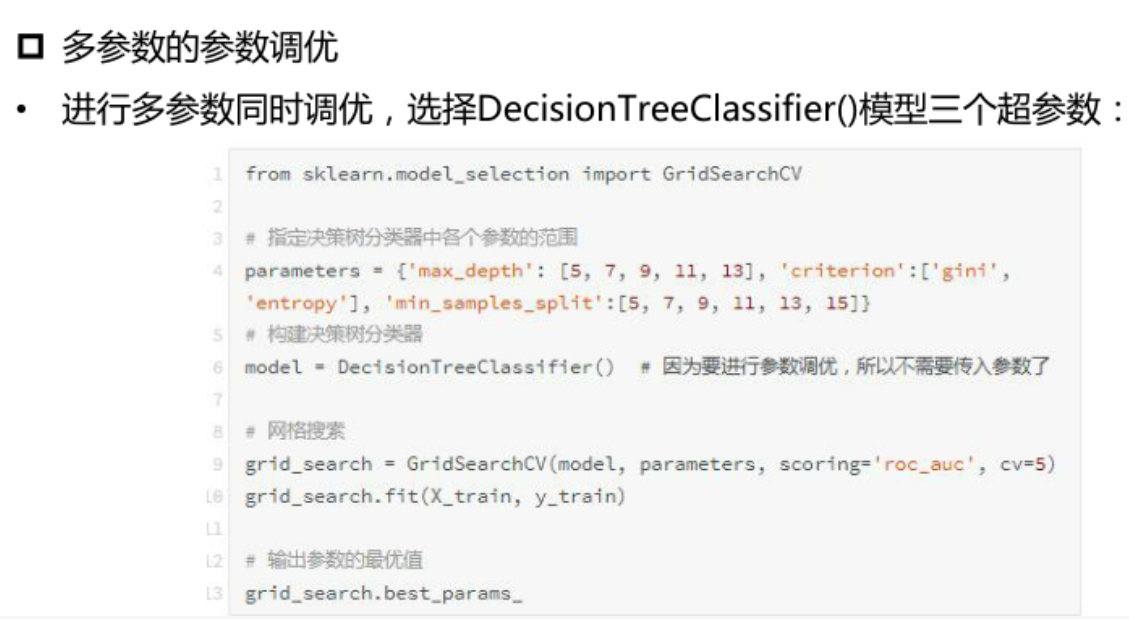 多参数的参数调优
• 进行多参数同时调优，选择DecisionTreeClassifier()模型三个超参数：
1 from sklearn.model_selection import GridSearchCV
2
3 # 指定决策树分类器中各个参数的范围
4 parameters = {'max_depth': [5, 7, 9, 11, 13], 'criterion':['gini',
'entropy'], 'min_samples_split':[5, 7, 9, 11, 13, 15]}
5 # 构建决策树分类器
6 model = DecisionTreeClassifier()  # 因为要进行参数调优，所以不需要传入参数了
7
8 # 网格搜索
9 grid_search = GridSearchCV(model, parameters, scoring='roc_auc', cv=5)
10 grid_search.fit(X_train, y_train)
11
12 # 输出参数的最优值
13 grid_search.best_params_